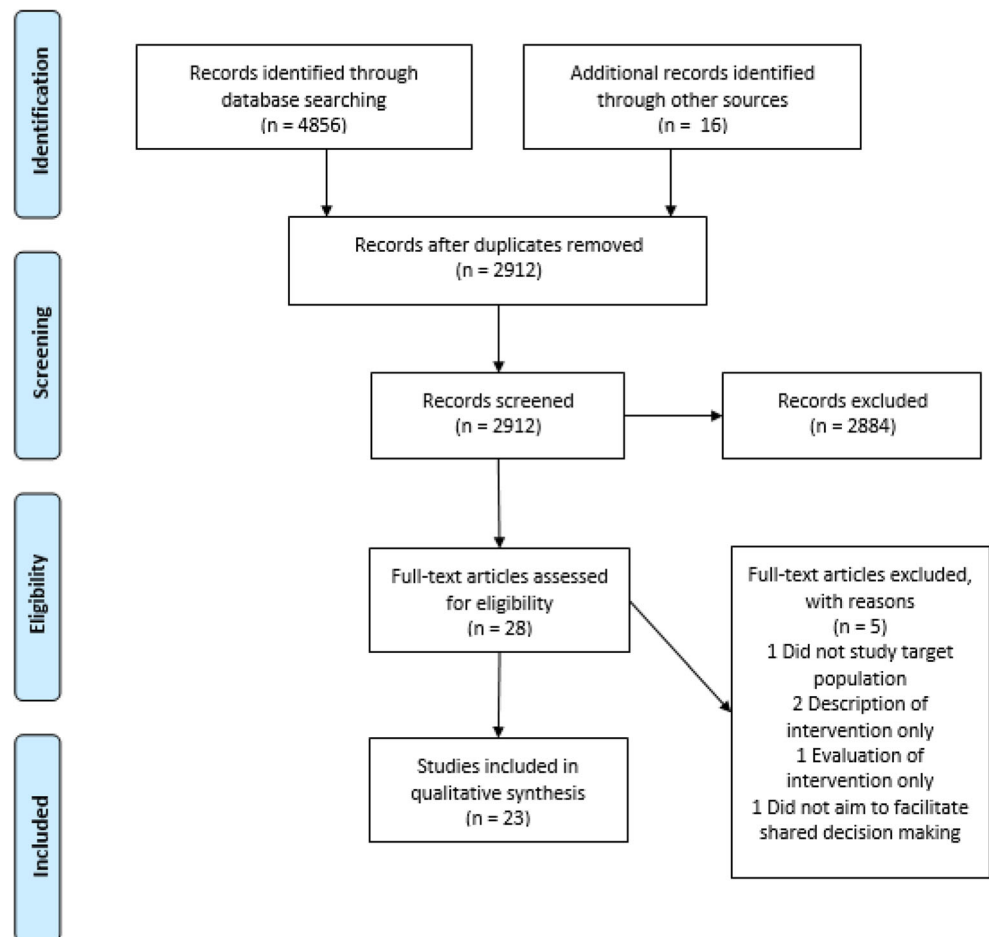 Identification
Records identified through
database searching
(n = 4856)
Additional records identified
through other sources
(n = 16)
Records after duplicates removed
(n = 2912)
Screening
Records screened
(n = 2912)
Records excluded
(n = 2884)
Eligibility
Full-text articles assessed
for eligibility
(n = 28)
Full-text articles excluded,
with reasons
(n = 5)
1 Did not study target
population
2 Description of
intervention only
1 Evaluation of
intervention only
1 Did not aim to facilitate
shared decision making
Included
Studies included in
qualitative synthesis
(n = 23)